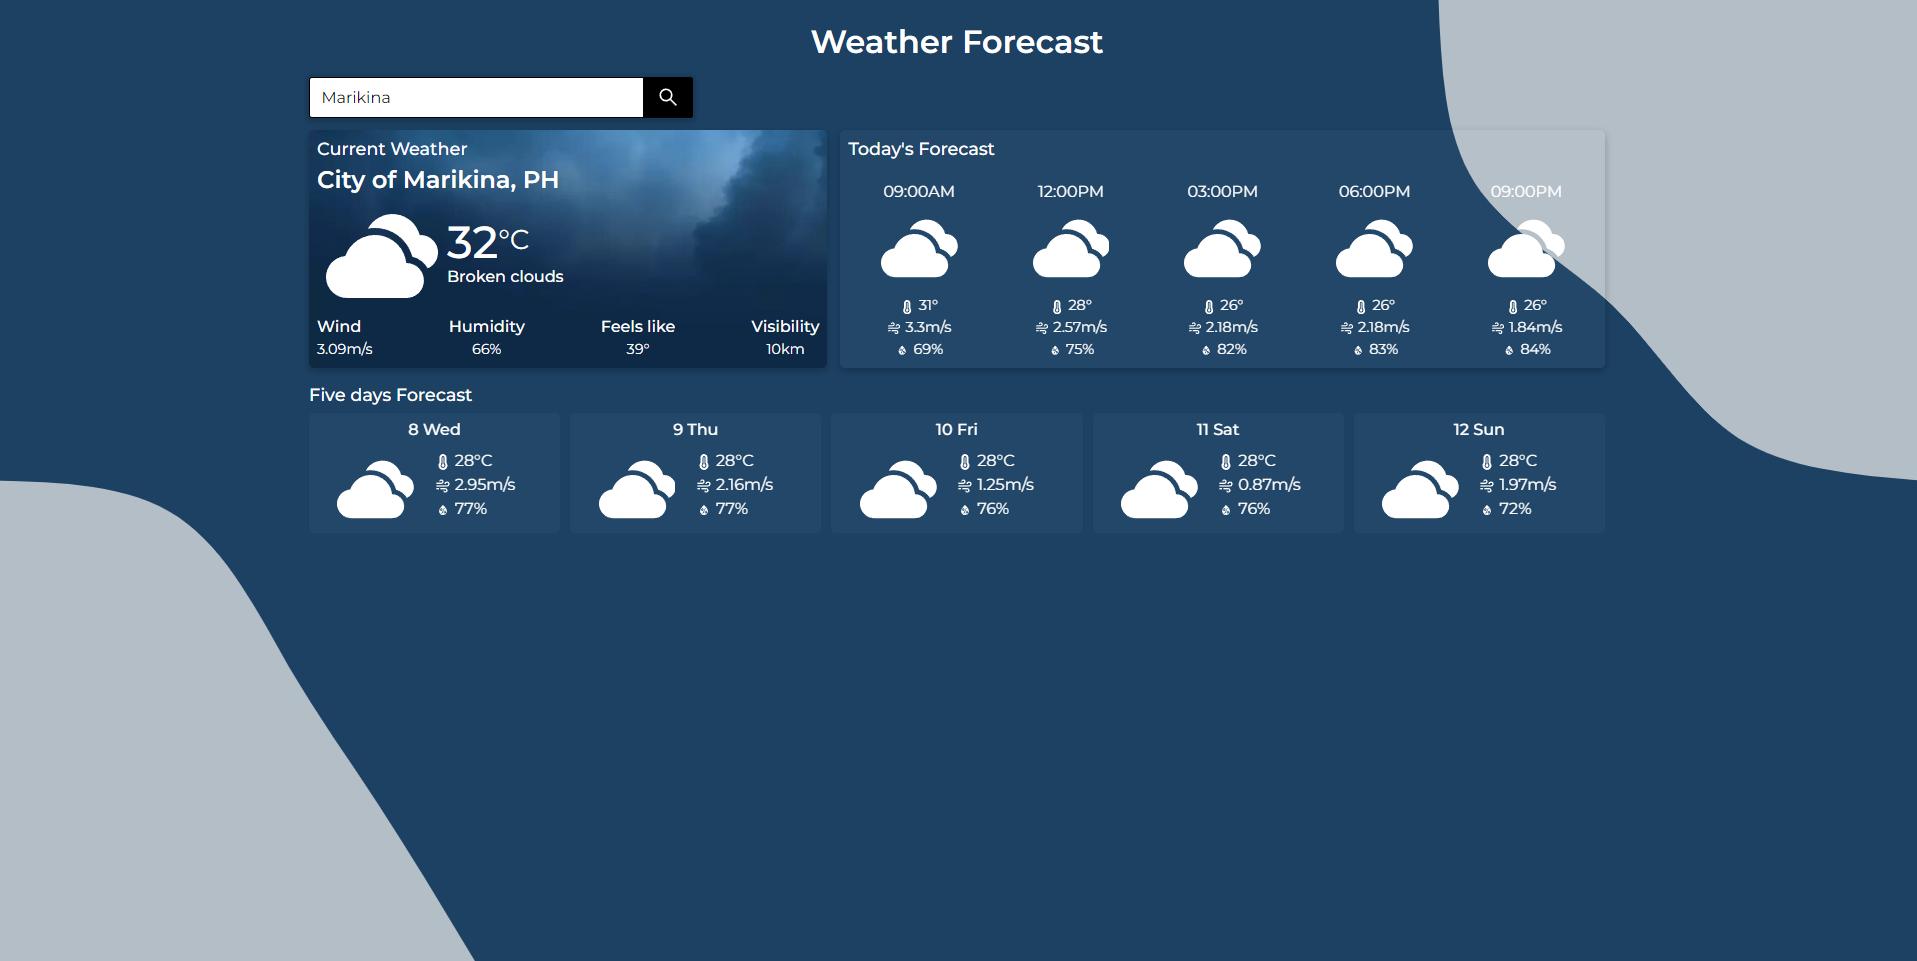 Weather Forecast
Marikina
Current Weather
City of Marikina, PH
32°C
Broken clouds
Wind Humidity Feels like Visibility
3.09m/s 66% 39° 10km
Today's Forecast
09:00AM 12:00PM 03:00PM 06:00PM 09:00PM
31° 28° 26° 26° 26°
3.3m/s 2.57m/s 2.18m/s 2.18m/s 1.84m/s
69% 75% 82% 83% 84%
Five days Forecast
8 Wed 9 Thu 10 Fri 11 Sat 12 Sun
28°C 28°C 28°C 28°C 28°C
2.95m/s 2.16m/s 1.25m/s 0.87m/s 1.97m/s
77% 77% 76% 76% 72%